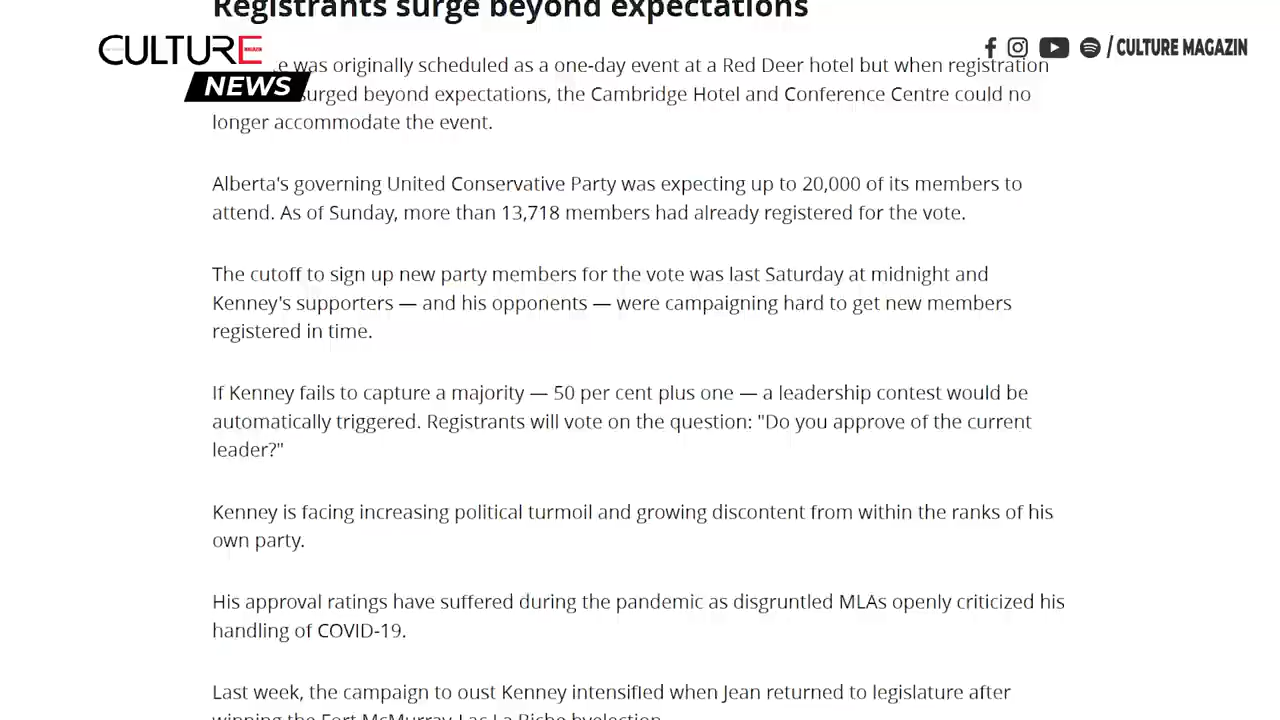 Registrants surge beyond expectations
CULTURE
NEWS
/ CULTURE MAGAZIN
e was originally scheduled as a one-day event at a Red Deer hotel but when registration
surged beyond expectations, the Cambridge Hotel and Conference Centre could no
longer accommodate the event.
Alberta's governing United Conservative Party was expecting up to 20,000 of its members to
attend. As of Sunday, more than 13,718 members had already registered for the vote.
The cutoff to sign up new party members for the vote was last Saturday at midnight and
Kenney's supporters — and his opponents — were campaigning hard to get new members
registered in time.
If Kenney fails to capture a majority — 50 per cent plus one — a leadership contest would be
automatically triggered. Registrants will vote on the question: "Do you approve of the current
leader?"
Kenney is facing increasing political turmoil and growing discontent from within the ranks of his
own party.
His approval ratings have suffered during the pandemic as disgruntled MLAs openly criticized his
handling of COVID-19.
Last week, the campaign to oust Kenney intensified when Jean returned to legislature after
winning the Fort McMurray-Lac La Biche byelection.